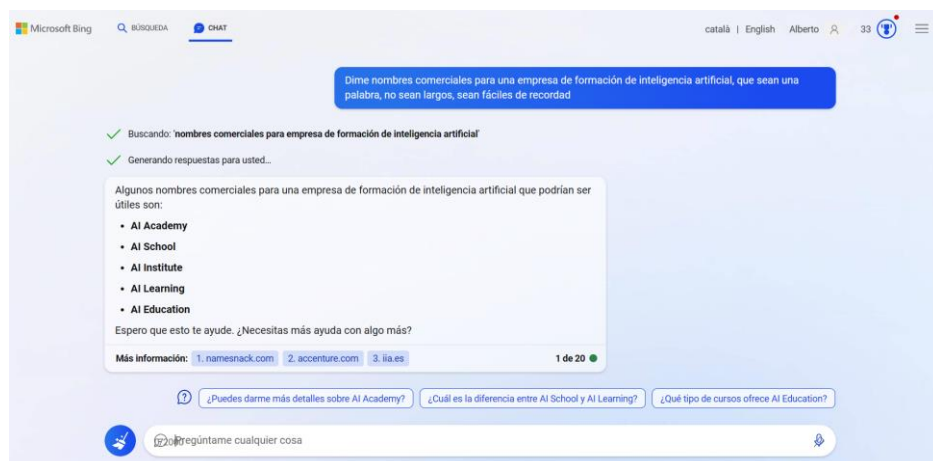 Microsoft Bing BÚSQUEDA CHAT català | English Alberto 33
Dime nombres comerciales para una empresa de formación de inteligencia artificial, que sean una
palabra, no sean largos, sean fáciles de recordad
Buscando: 'nombres comerciales para empresa de formación de inteligencia artificial'
Generando respuestas para usted...
Algunos nombres comerciales para una empresa de formación de inteligencia artificial que podrían ser
útiles son:
• AI Academy
• AI School
• AI Institute
• AI Learning
• AI Education
Espero que esto te ayude. ¿Necesitas más ayuda con algo más?
Más información: 1. namesnack.com 2. accenture.com 3. iia.es 1 de 20
¿Puedes darme más detalles sobre AI Academy? ¿Cuál es la diferencia entre AI School y AI Learning? ¿Qué tipo de cursos ofrece AI Education?
Pregúntame cualquier cosa